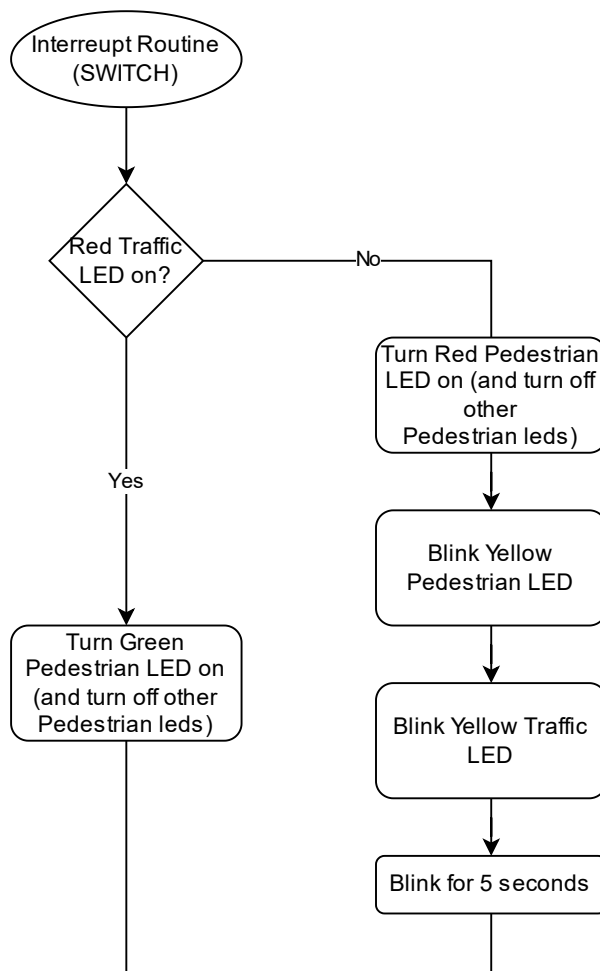 Interreupt Routine
(SWITCH)
Red Traffic
LED on?
No
Turn Red Pedestrian
LED on (and turn off
other
Pedestrian leds)
Yes
Blink Yellow
Pedestrian LED
Turn Green
Pedestrian LED on
(and turn off other
Pedestrian leds)
Blink Yellow Traffic
LED
Blink for 5 seconds